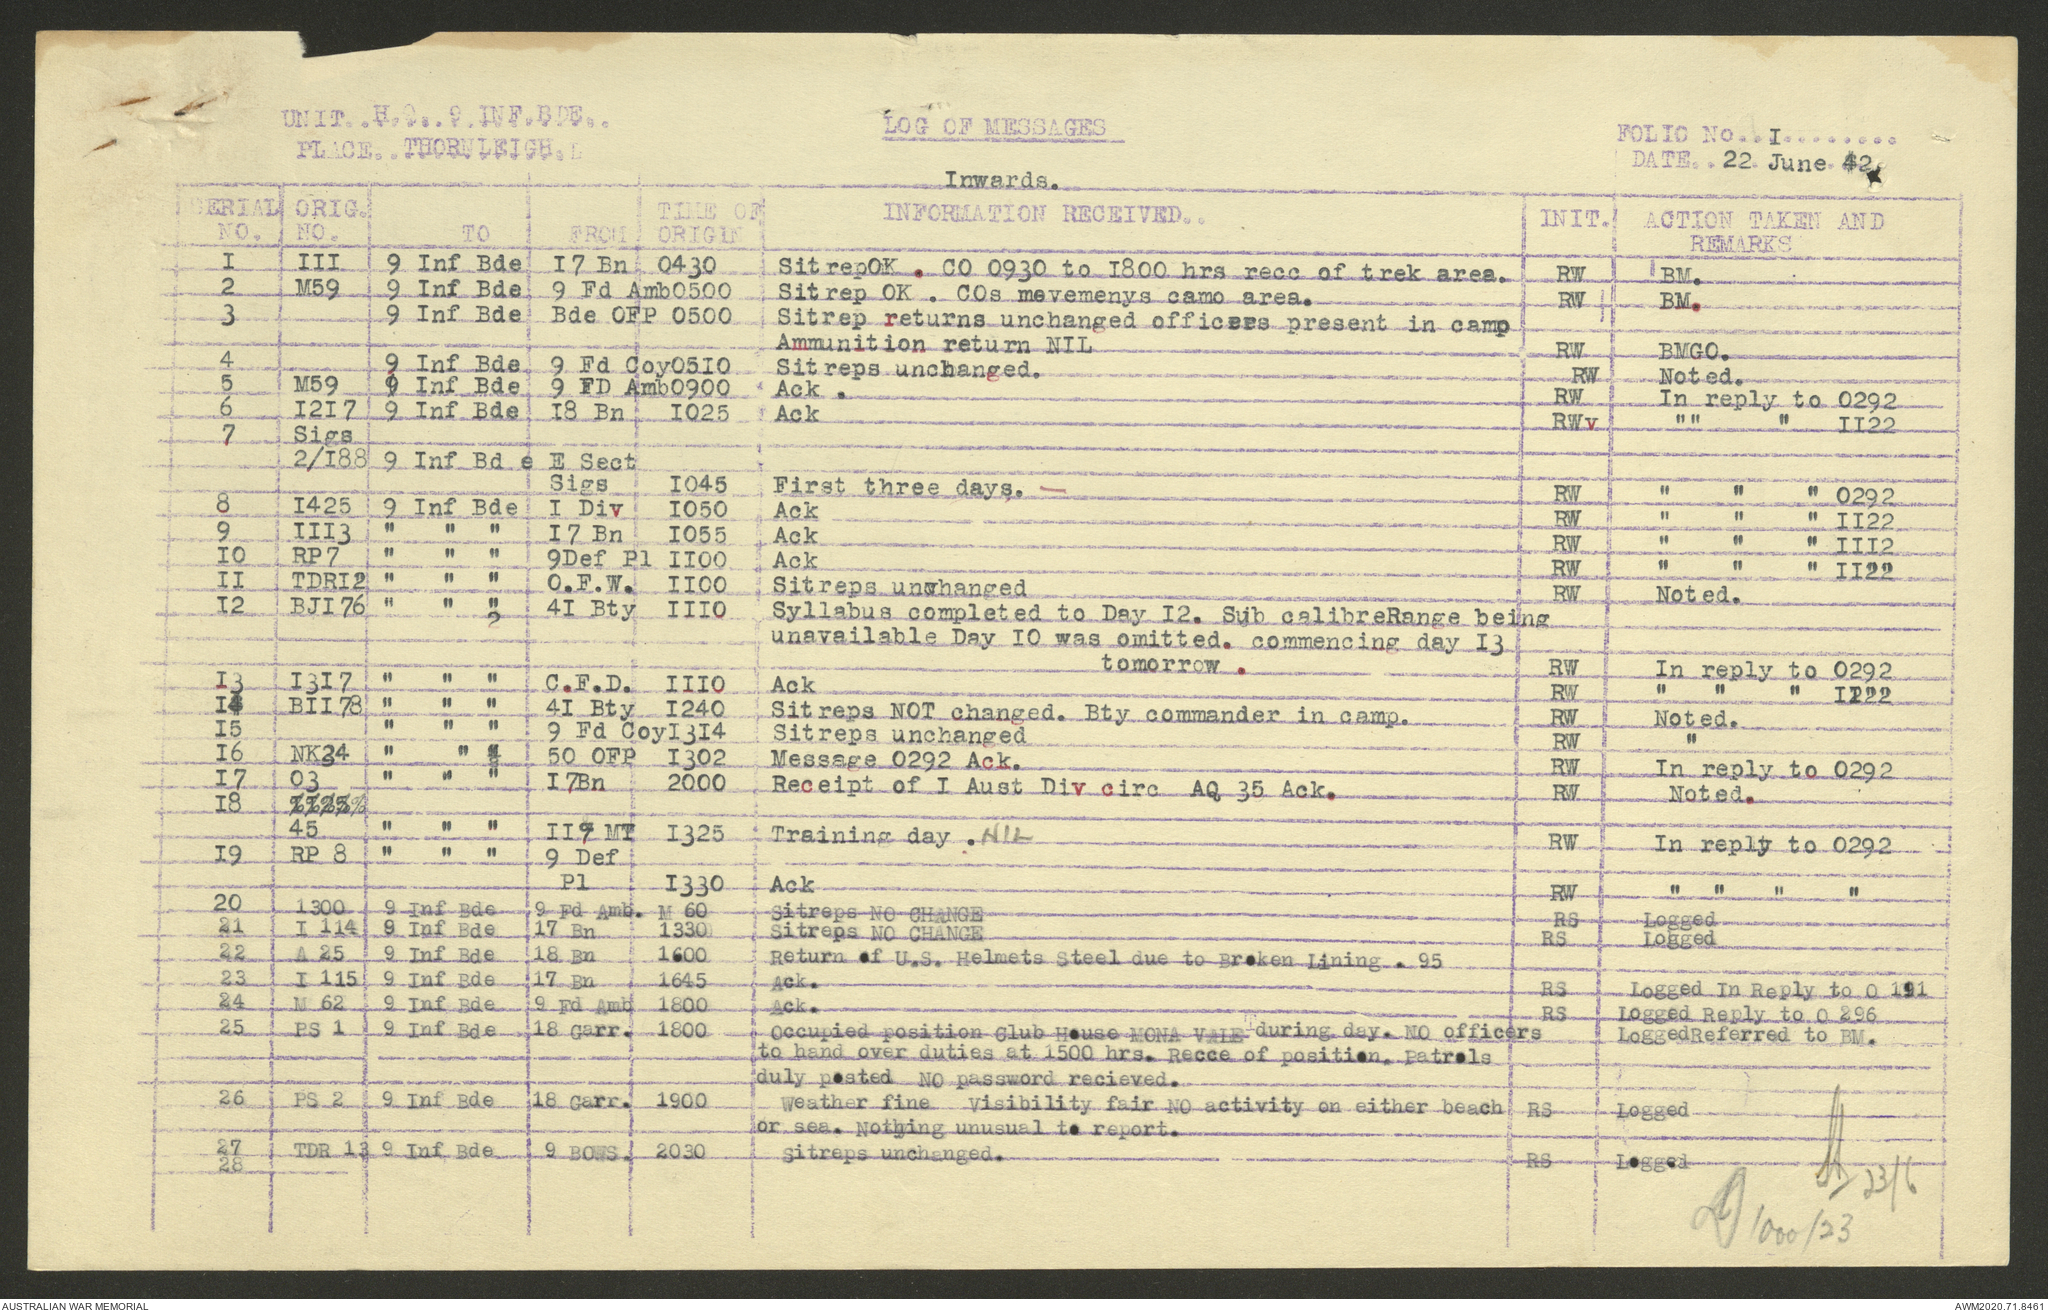 UNIT..H.Q..9.INF.BDE..
PLACE..THORNLEIGH.
LOG OF MESSAGES
FOLIO No..I........
DATE..22 June 42.
Inwards.
SERIAL NO. ORIG. NO. TO FROM TIME OF ORIGIN INFORMATION RECEIVED.. INIT. ACTION TAKEN AND REMARKS
I III 9 Inf Bde I7 Bn 0430 SitrepOK . CO 0930 to I800 hrs recc of trek area. RW BM.
2 M59 9 Inf Bde 9 Fd Amb0500 Sitrep OK . COs mevemenys camo area. RW BM.
3 9 Inf Bde Bde OFP 0500 Sitrep returns unchanged officers present in camp
Ammunition return NIL RW BMGO.
4 9 Inf Bde 9 Fd Coy05I0 Sitreps unchanged. RW Noted.
5 M59 9 Inf Bde 9 FD Amb0900 Ack . RW In reply to 0292
6 I2I7 9 Inf Bde I8 Bn I025 Ack RWv "" " II22
7 Sigs
2/I88 9 Inf Bd e E Sect
Sigs I045 First three days. — RW " " " 0292
8 I425 9 Inf Bde I Div I050 Ack RW " " " II22
9 III3 " " " I7 Bn I055 Ack RW " " " III2
I0 RP7 " " " 9Def Pl II00 Ack RW " " " II22
II TDRI2 " " " O.F.W. II00 Sitreps unchanged RW Noted.
I2 BJI76 " " " 4I Bty III0 Syllabus completed to Day I2. Sub calibreRange being
unavailable Day I0 was omitted. commencing day I3
tomorrow . RW In reply to 0292
I3 I3I7 " " " C.F.D. III0 Ack RW " " " II22
I4 BII78 " " " 4I Bty I240 Sitreps NOT changed. Bty commander in camp. RW Noted.
I5 " " " 9 Fd CoyI3I4 Sitreps unchanged RW "
I6 NK34 " " " 50 OFP I302 Message 0292 Ack. RW In reply to 0292
I7 03 " " " I7Bn 2000 Receipt of I Aust Div circ AQ 35 Ack. RW Noted.
I8
45 " " " II9 MT I325 Training day . NIL RW In reply to 0292
I9 RP 8 " " " 9 Def
Pl I330 Ack RW " " " "
20 1300 9 Inf Bde 9 Fd Amb. M 60 Sitreps NO CHANGE RS Logged
21 I 114 9 Inf Bde 17 Bn 1330 Sitreps NO CHANGE RS Logged
22 A 25 9 Inf Bde 18 Bn 1600 Return of U.S. Helmets Steel due to Broken Lining . 95
23 I 115 9 Inf Bde 17 Bn 1645 Ack. RS Logged In Reply to O 191
24 M 62 9 Inf Bde 9 Fd Amb 1800 Ack. RS Logged Reply to O 296
25 PS 1 9 Inf Bde 18 Garr. 1800 Occupied position Club House MONA VALE during day. NO officers LoggedReferred to BM.
to hand over duties at 1500 hrs. Recce of position. Patrols
duly posted NO password recieved.
26 PS 2 9 Inf Bde 18 Garr. 1900 Weather fine Visibility fair NO activity on either beach RS Logged
or sea. Nothing unusual to report.
27 TDR 13 9 Inf Bde 9 BOWS. 2030 Sitreps unchanged. RS Logged
28
23/6
1000/23
AUSTRALIAN WAR MEMORIAL
AWM2020.71.8461